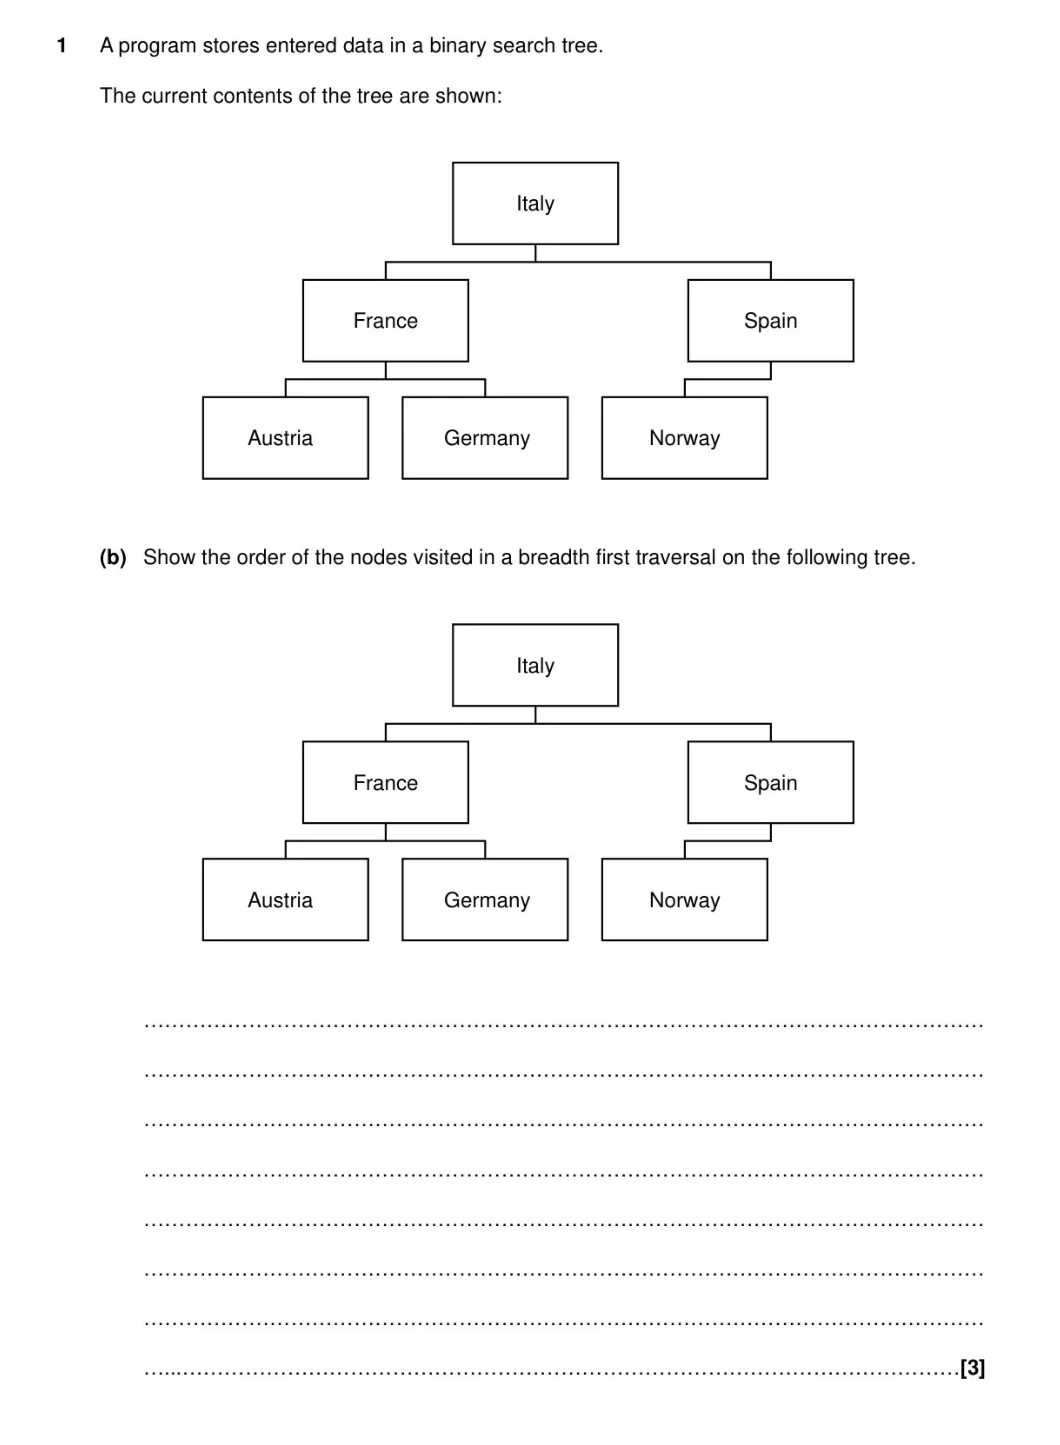 1 A program stores entered data in a binary search tree.
The current contents of the tree are shown:
Italy
France Spain
Austria Germany Norway
(b) Show the order of the nodes visited in a breadth first traversal on the following tree.
Italy
France Spain
Austria Germany Norway
[3]